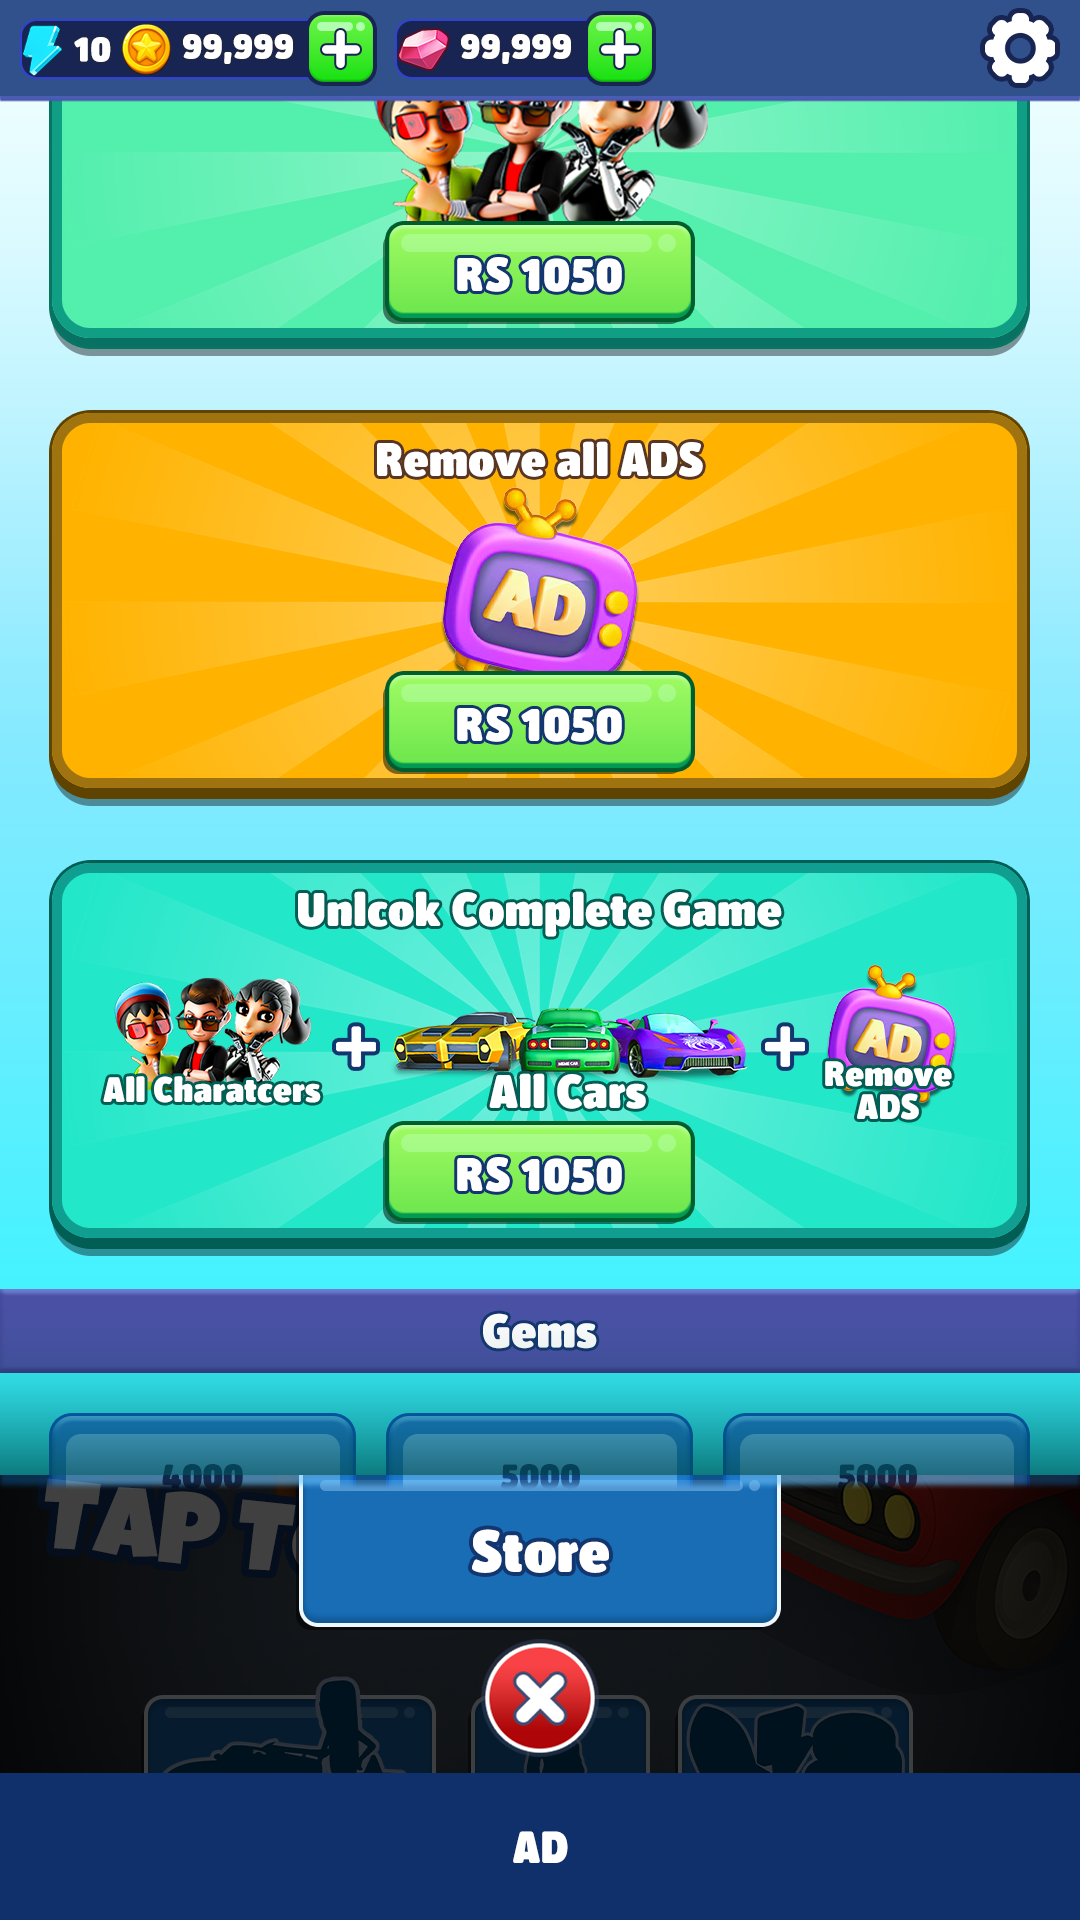 10 99,999 99,999
RS 1050
Remove all ADS
AD
RS 1050
Unlcok Complete Game
AD
All Charatcers
All Cars
Remove
ADS
RS 1050
Gems
4000 5000 5000
TAP T
Store
AD